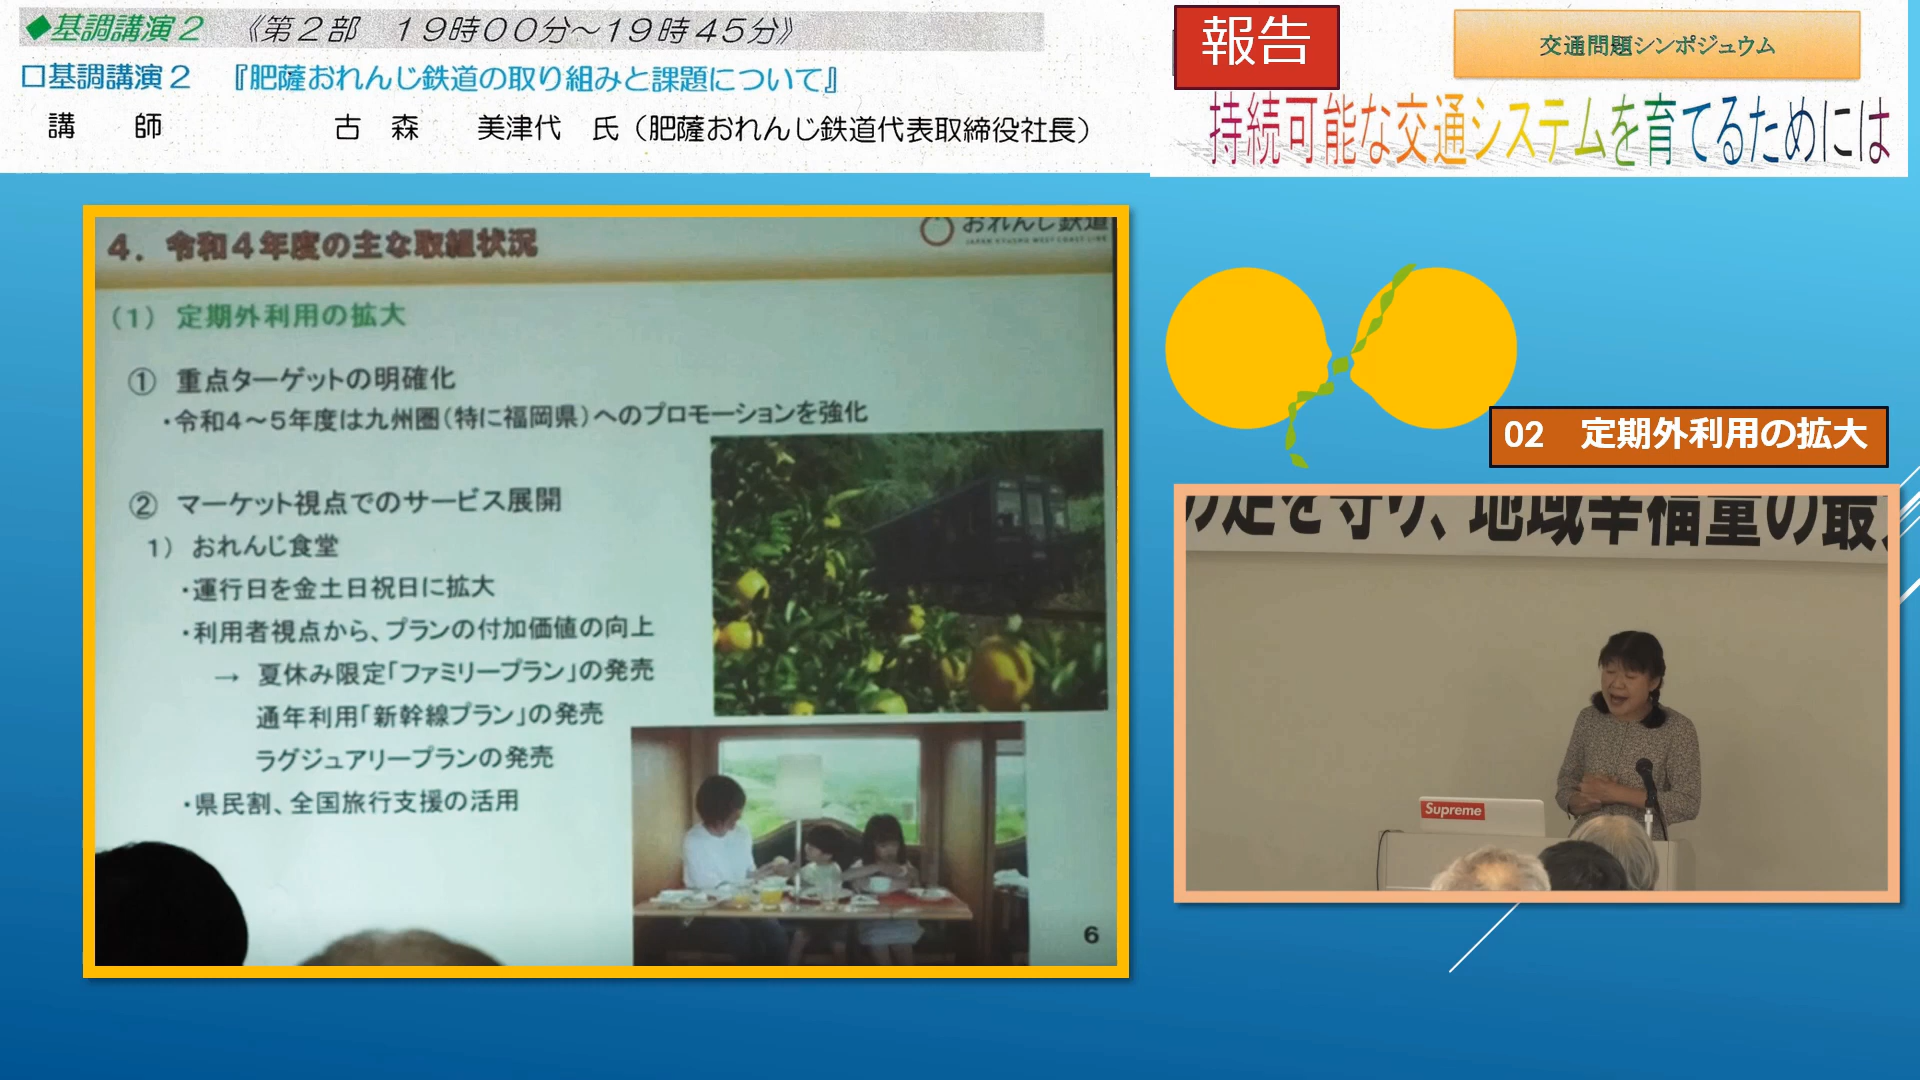 ◆基調講演２　《第２部　１９時００分～１９時４５分》
□基調講演２　『肥薩おれんじ鉄道の取り組みと課題について』
講　師　古森　美津代　氏（肥薩おれんじ鉄道代表取締役社長）
報告
交通問題シンポジュウム
持続可能な交通システムを育てるためには
おれんじ鉄道
JAPAN KYUSHU WEST COAST LINE
４．令和４年度の主な取組状況
（１）定期外利用の拡大
① 重点ターゲットの明確化
・令和４～５年度は九州圏（特に福岡県）へのプロモーションを強化
② マーケット視点でのサービス展開
１）おれんじ食堂
・運行日を金土日祝日に拡大
・利用者視点から、プランの付加価値の向上
→ 夏休み限定「ファミリープラン」の発売
通年利用「新幹線プラン」の発売
ラグジュアリープランの発売
・県民割、全国旅行支援の活用
6
02　定期外利用の拡大
の足を守り、地域幸福量の最
Supreme